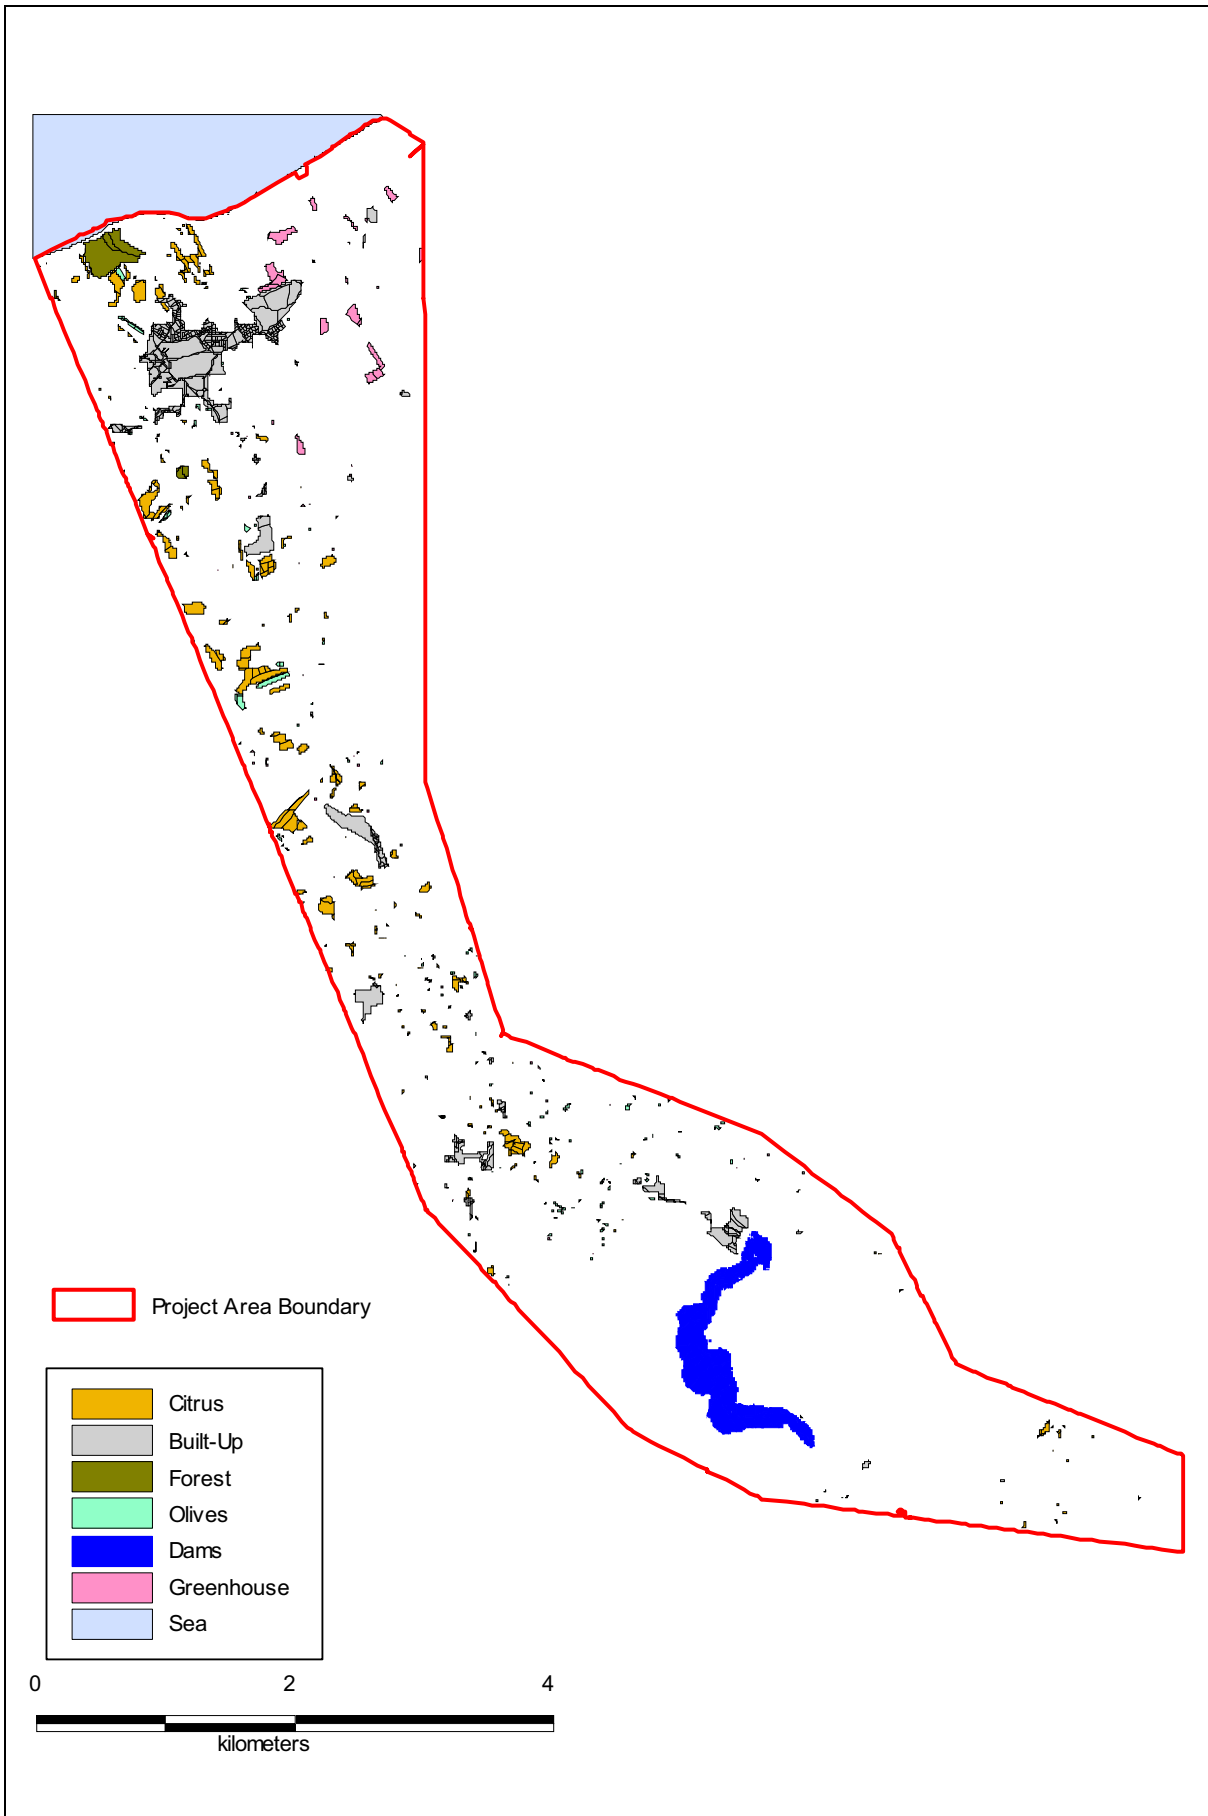 Project Area Boundary
Citrus
Built-Up
Forest
Olives
Dams
Greenhouse
Sea
0 2 4
kilometers